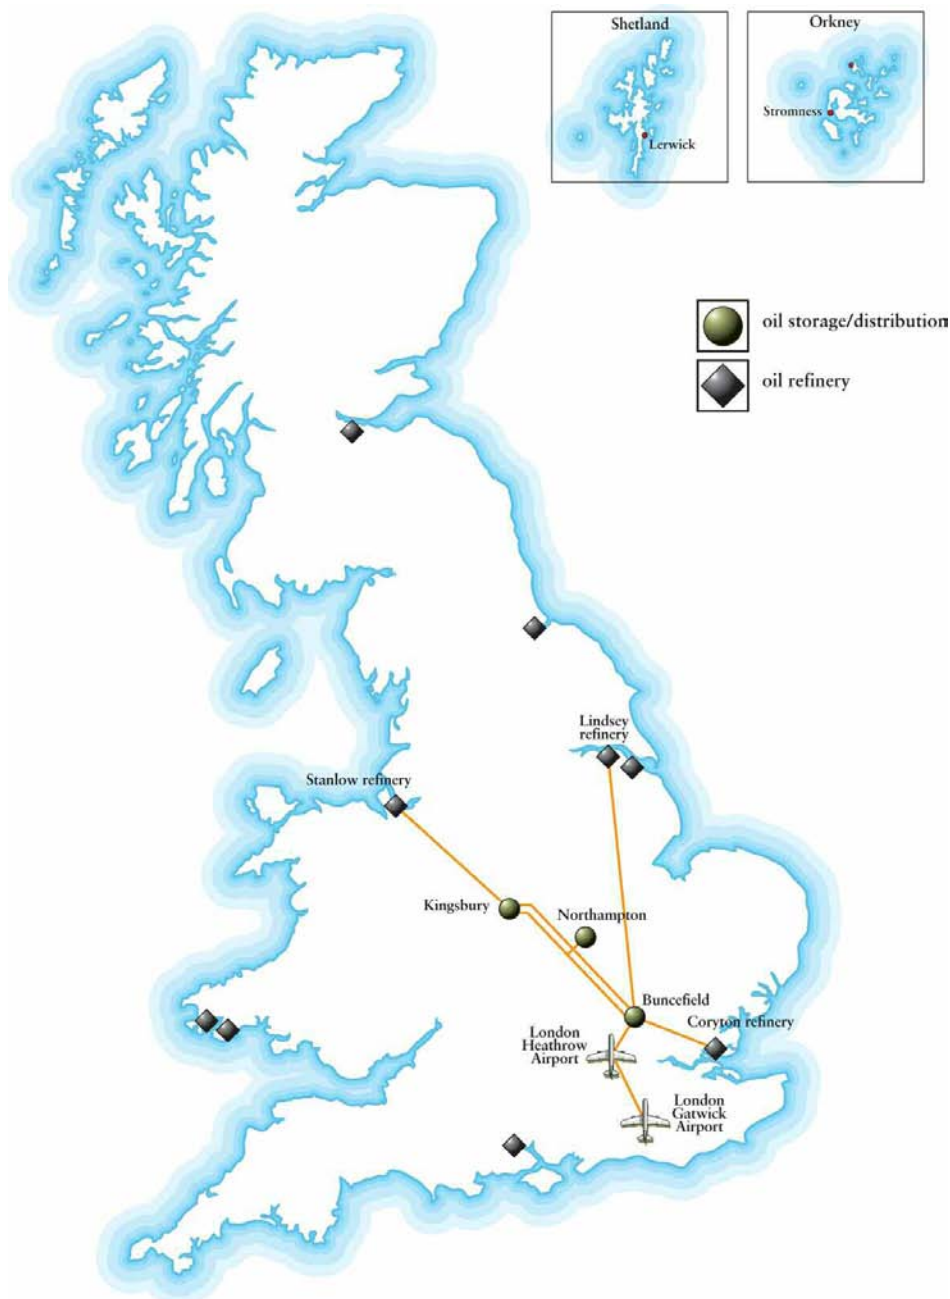 Shetland
Orkney
Stromness
Lerwick
oil storage/distribution
oil refinery
Lindsey
refinery
Stanlow refinery
Kingsbury
Northampton
Buncefield
Coryton refinery
London
Heathrow
Airport
London
Gatwick
Airport